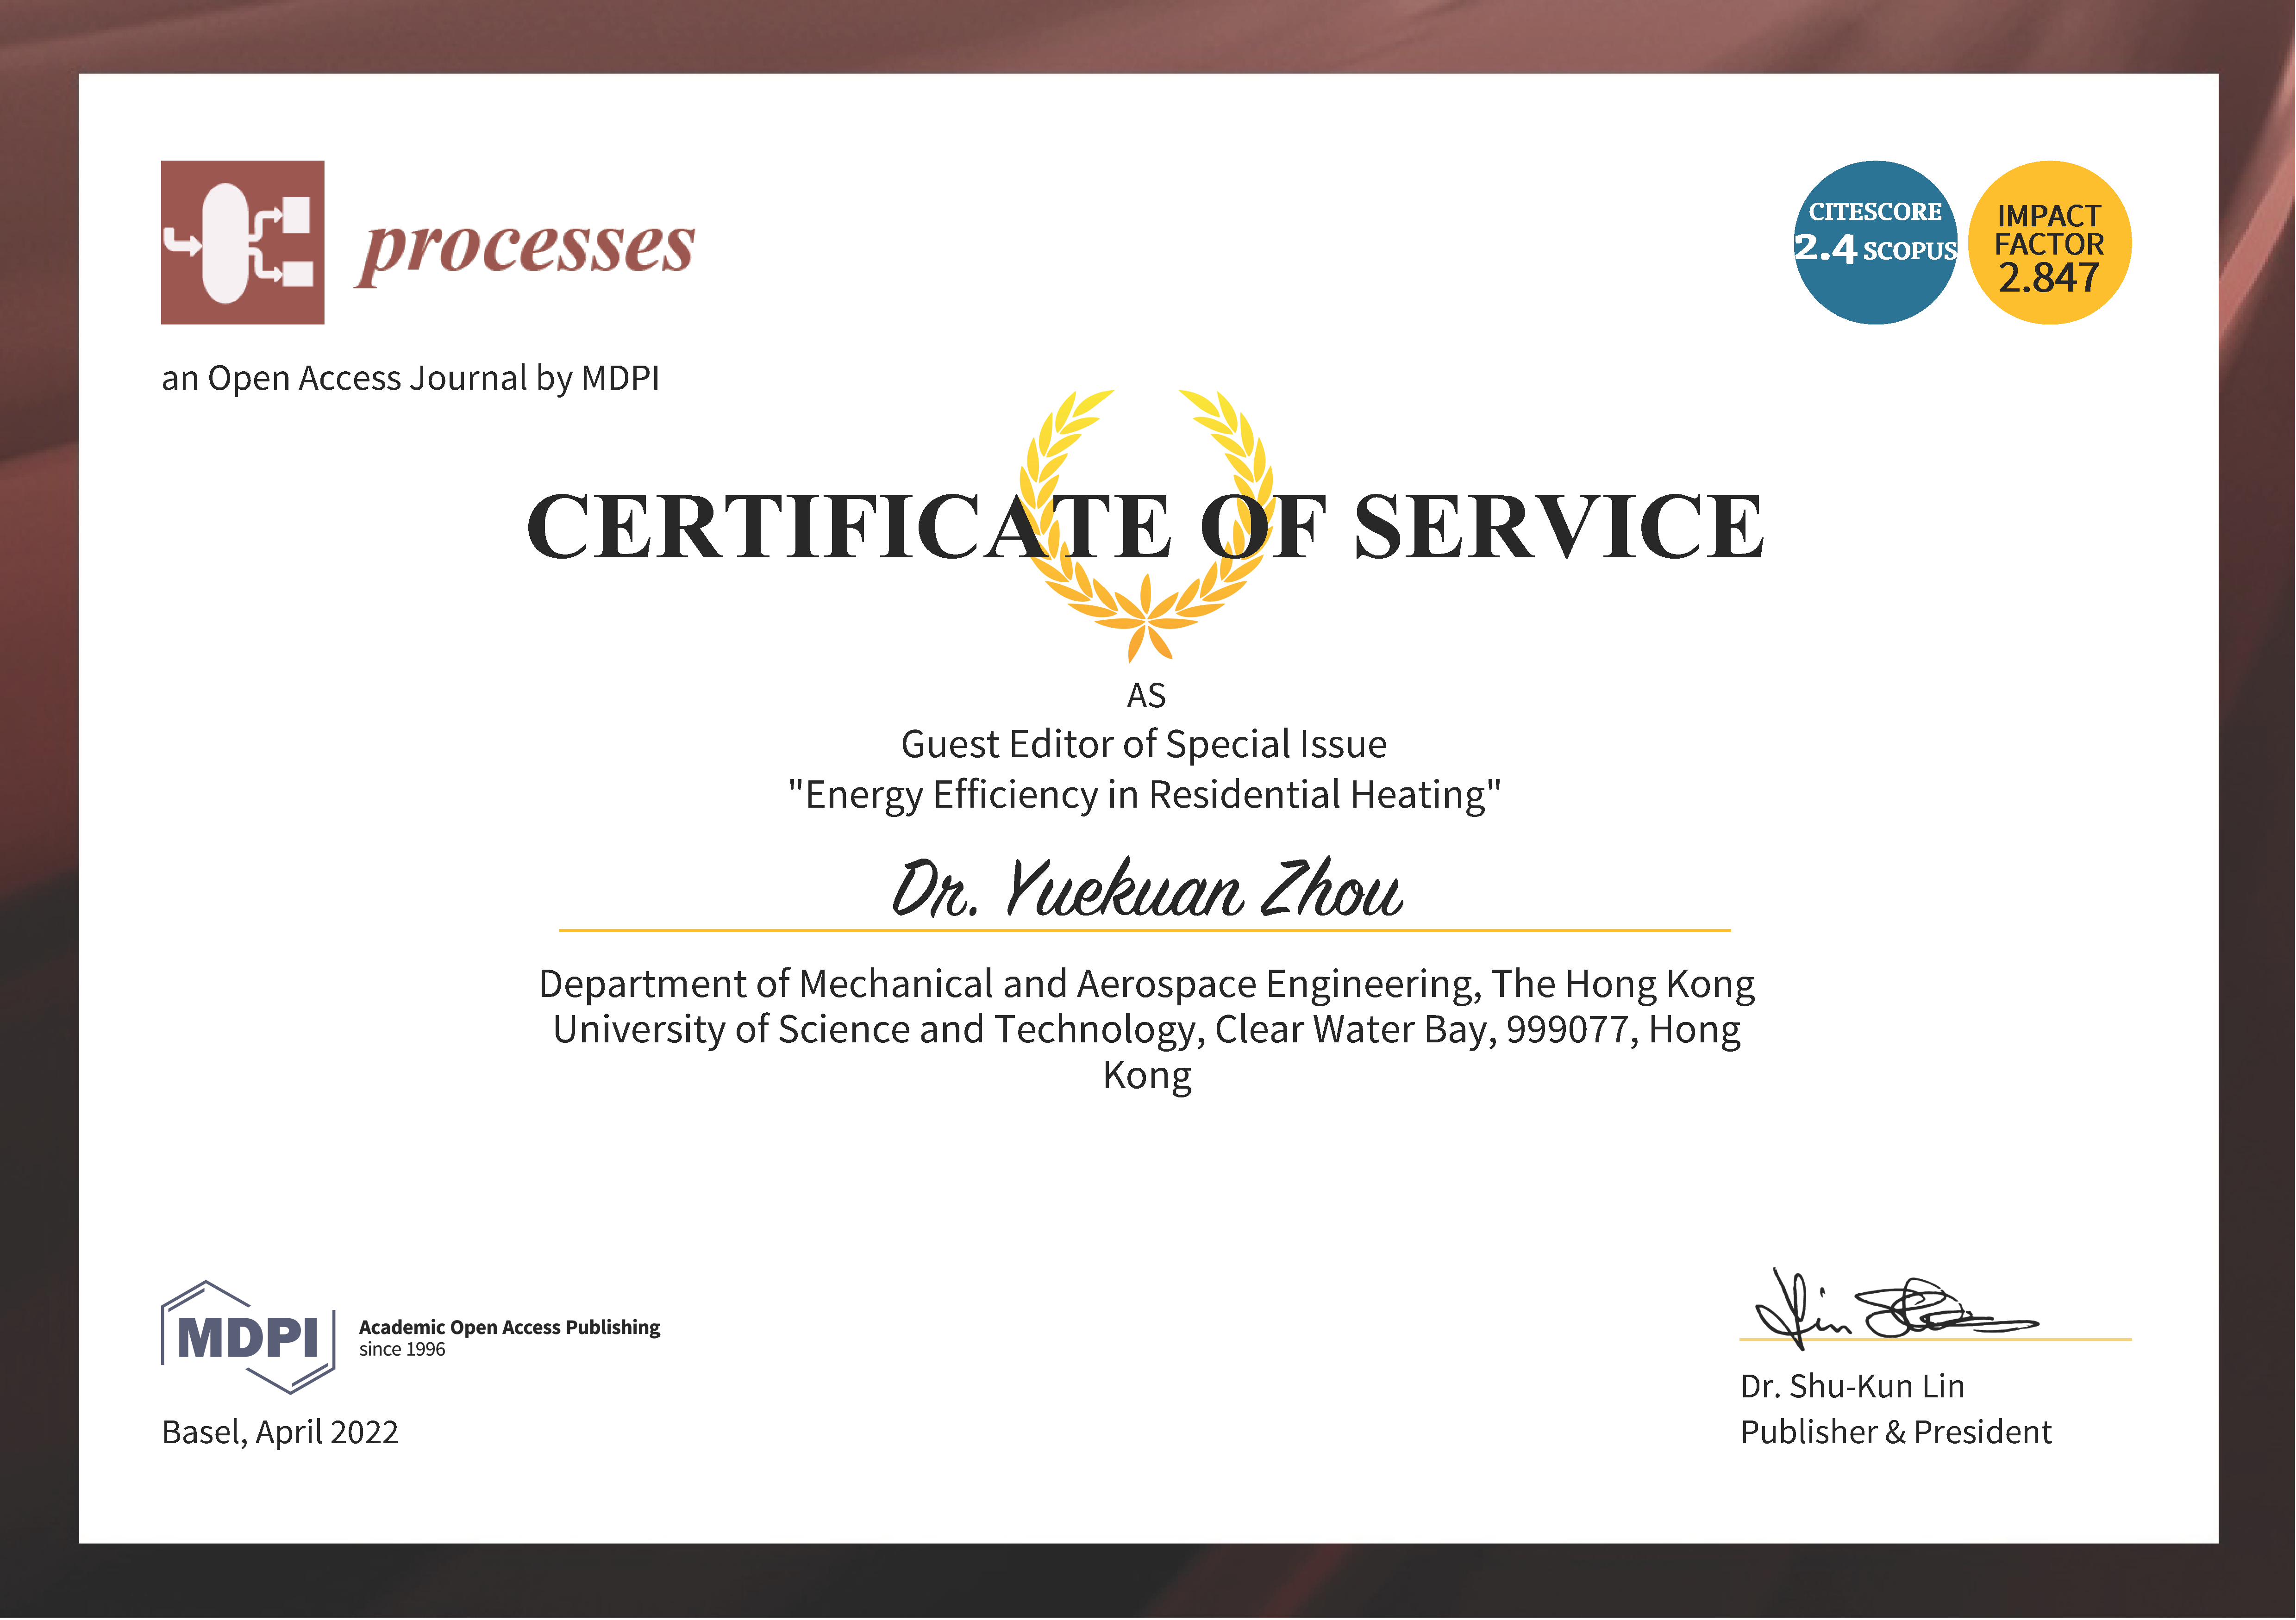 processes
CITESCORE
2.4 SCOPUS
IMPACT
FACTOR
2.847
an Open Access Journal by MDPI
CERTIFICATE OF SERVICE
AS
Guest Editor of Special Issue
"Energy Efficiency in Residential Heating"
Dr. Yuekuan Zhou
Department of Mechanical and Aerospace Engineering, The Hong Kong
University of Science and Technology, Clear Water Bay, 999077, Hong
Kong
MDPI
Academic Open Access Publishing
since 1996
Basel, April 2022
Dr. Shu-Kun Lin
Publisher & President